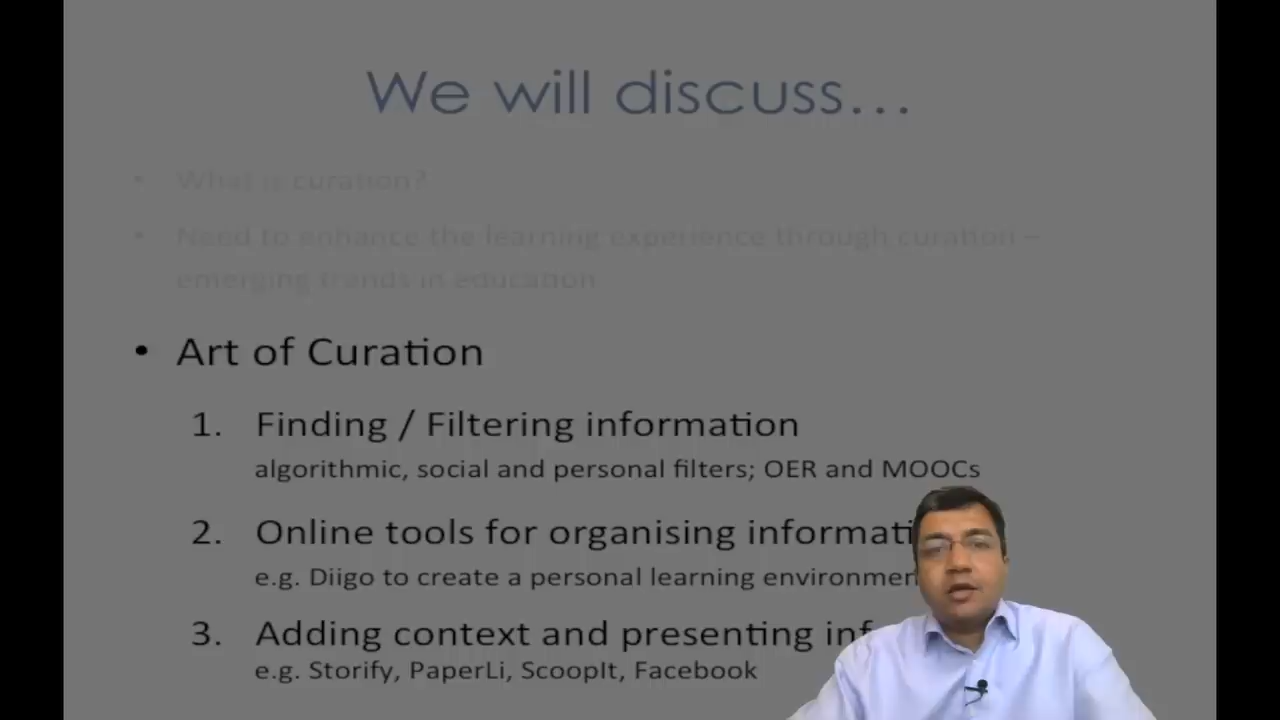 We will discuss...
• What is curation?
• Need to enhance the learning experience through curation –
emerging trends in education
• Art of Curation
1. Finding / Filtering information
algorithmic, social and personal filters; OER and MOOCs
2. Online tools for organising informati
e.g. Diigo to create a personal learning environmen
3. Adding context and presenting inf
e.g. Storify, PaperLi, ScoopIt, Facebook